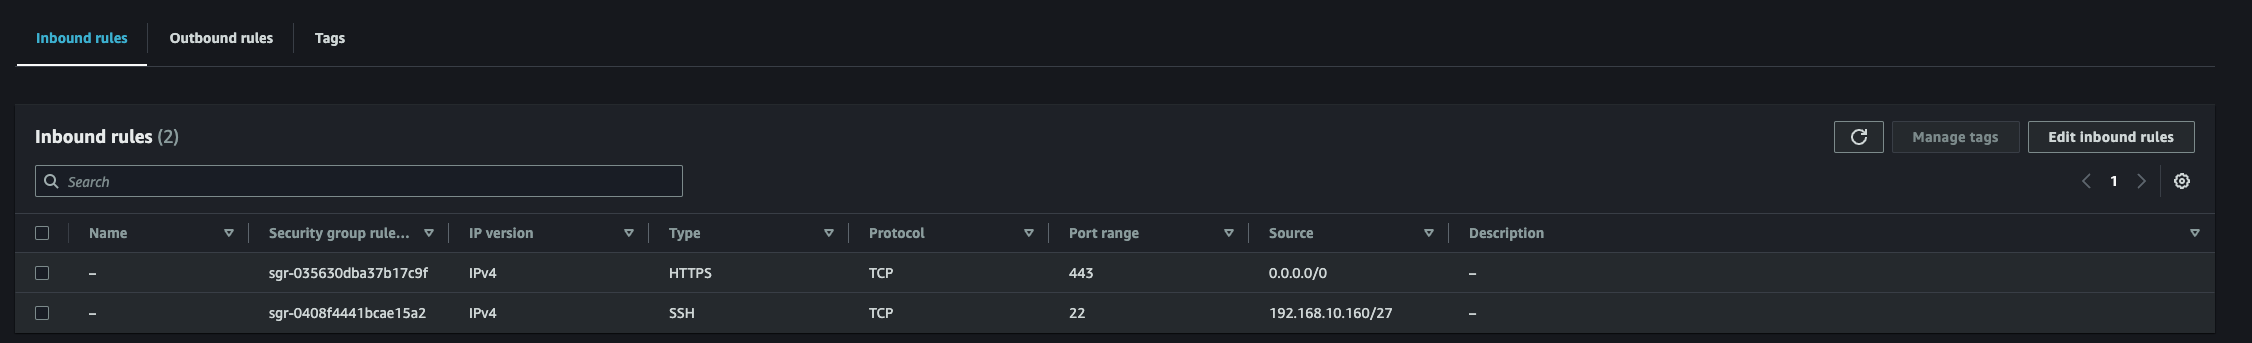 Inbound rules Outbound rules Tags
Inbound rules (2) Manage tags Edit inbound rules
Search 1
Name Security group rule... IP version Type Protocol Port range Source Description
– sgr-035630dba37b17c9f IPv4 HTTPS TCP 443 0.0.0.0/0 –
– sgr-0408f4441bcae15a2 IPv4 SSH TCP 22 192.168.10.160/27 –